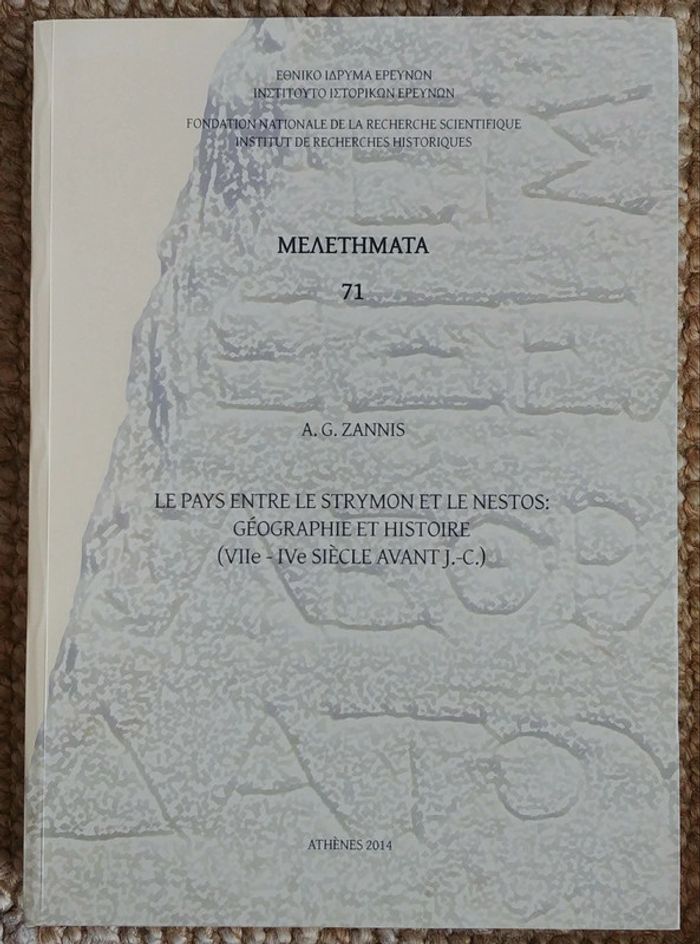 ΕΘΝΙΚΟ ΙΔΡΥΜΑ ΕΡΕΥΝΩΝ
ΙΝΣΤΙΤΟΥΤΟ ΙΣΤΟΡΙΚΩΝ ΕΡΕΥΝΩΝ
FONDATION NATIONALE DE LA RECHERCHE SCIENTIFIQUE
INSTITUT DE RECHERCHES HISTORIQUES
ΜΕΛΕΤΗΜΑΤΑ
71
A. G. ZANNIS
LE PAYS ENTRE LE STRYMON ET LE NESTOS:
GÉOGRAPHIE ET HISTOIRE
(VIIe - IVe SIÈCLE AVANT J.-C.)
ATHÈNES 2014